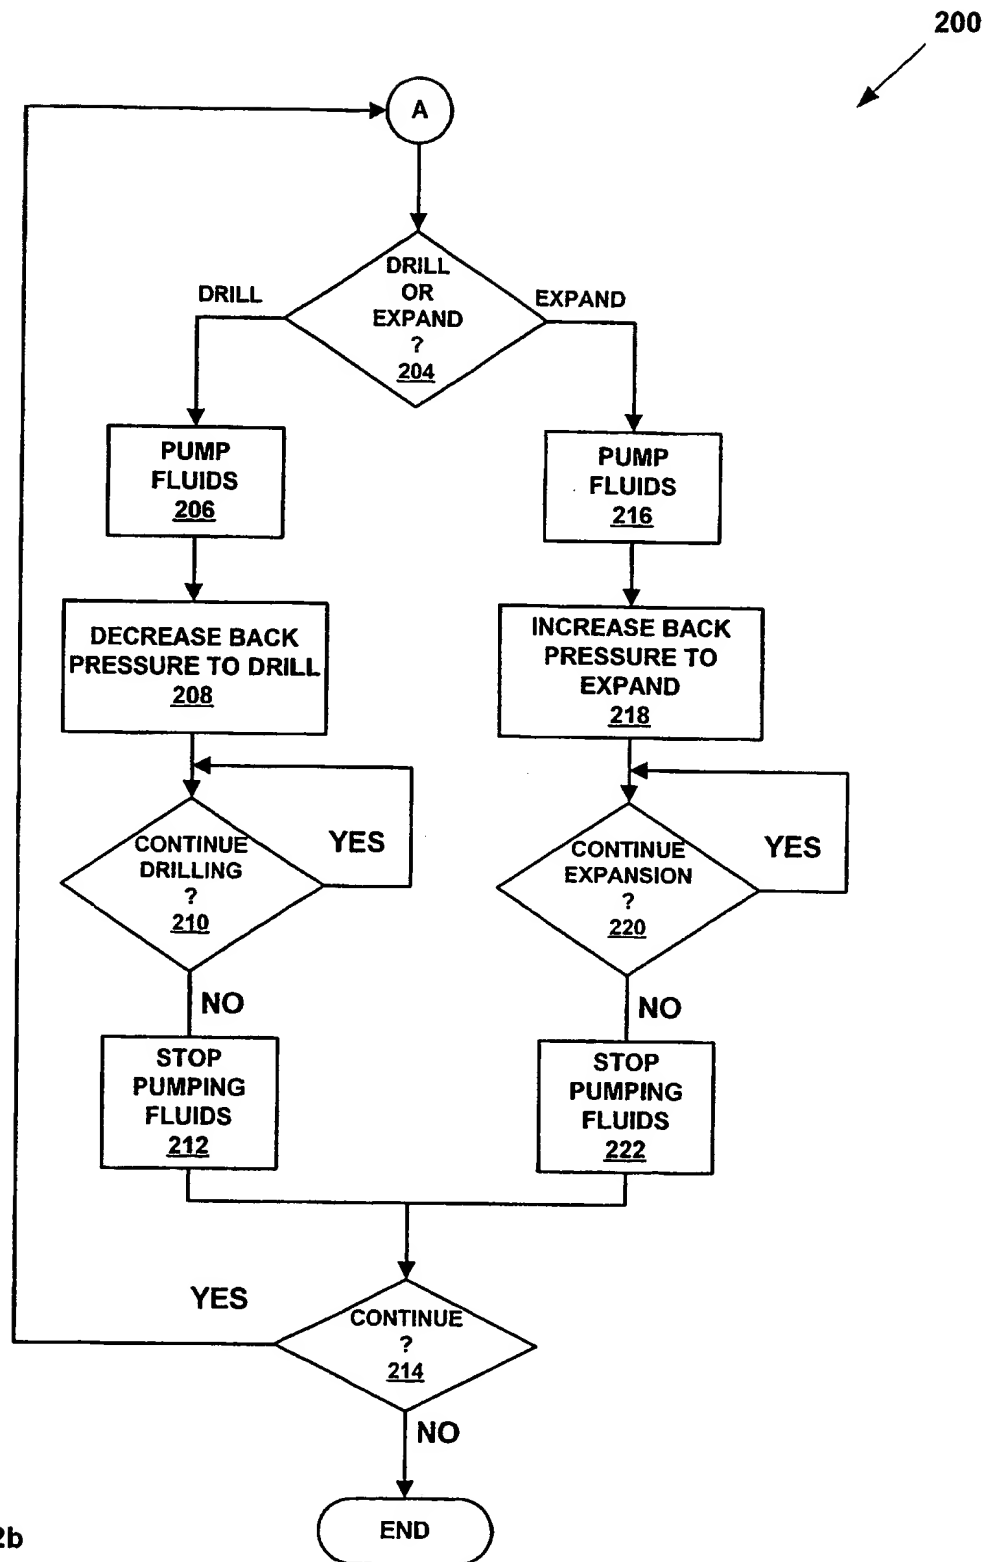 200
A
DRILL
OR
EXPAND
?
204
DRILL
EXPAND
PUMP
FLUIDS
206
PUMP
FLUIDS
216
DECREASE BACK
PRESSURE TO DRILL
208
INCREASE BACK
PRESSURE TO
EXPAND
218
CONTINUE
DRILLING
?
210
YES
CONTINUE
EXPANSION
?
220
YES
NO
NO
STOP
PUMPING
FLUIDS
212
STOP
PUMPING
FLUIDS
222
YES
CONTINUE
?
214
NO
END
2b